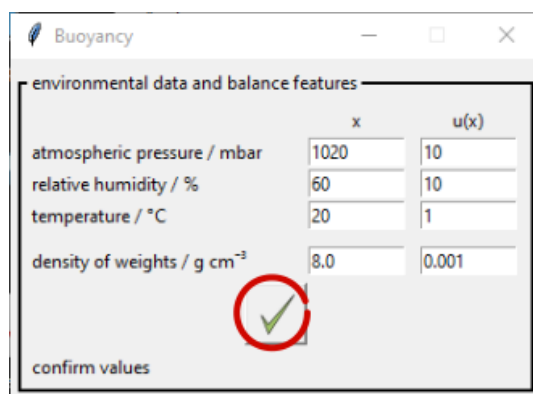 Buoyancy
environmental data and balance features
x u(x)
atmospheric pressure / mbar 1020 10
relative humidity / % 60 10
temperature / °C 20 1
density of weights / g cm⁻³ 8.0 0.001
confirm values